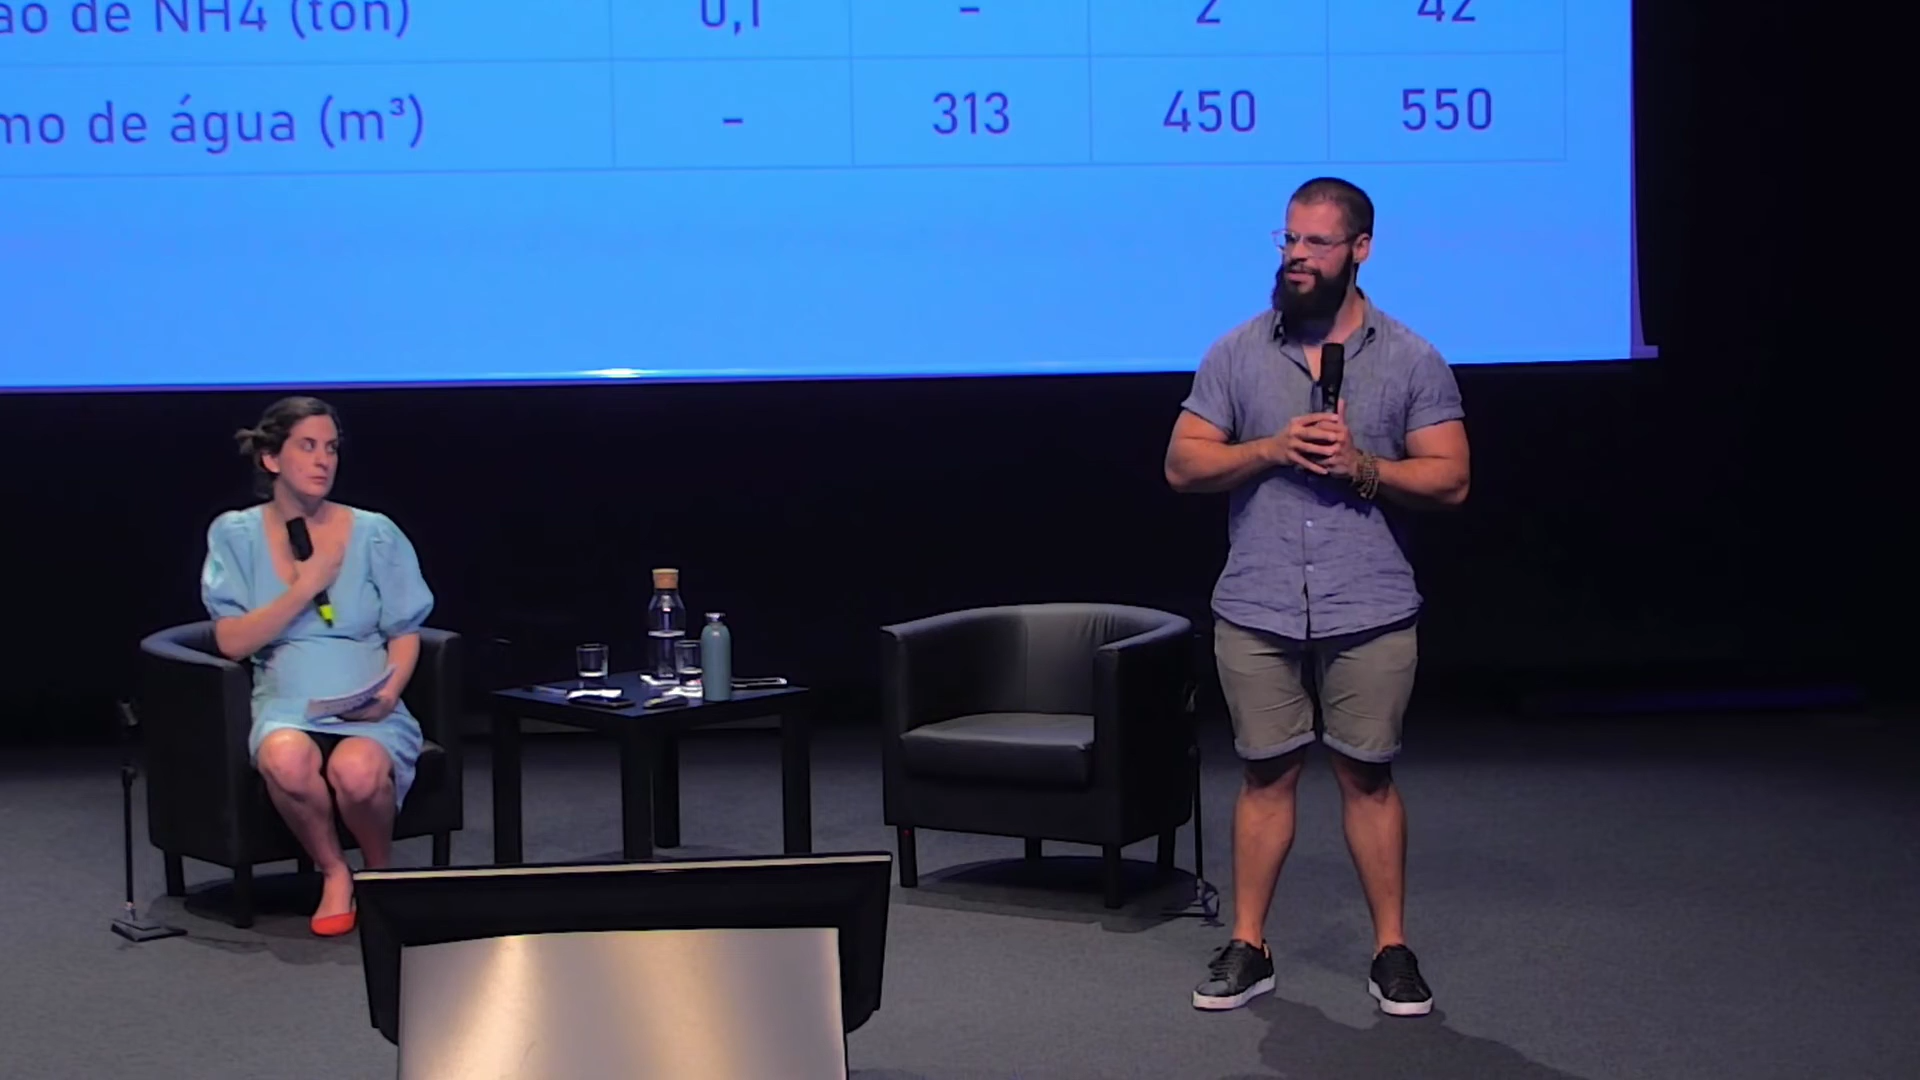 ão de NH4 (ton) 0,1 - 2 42
mo de água (m³) - 313 450 550